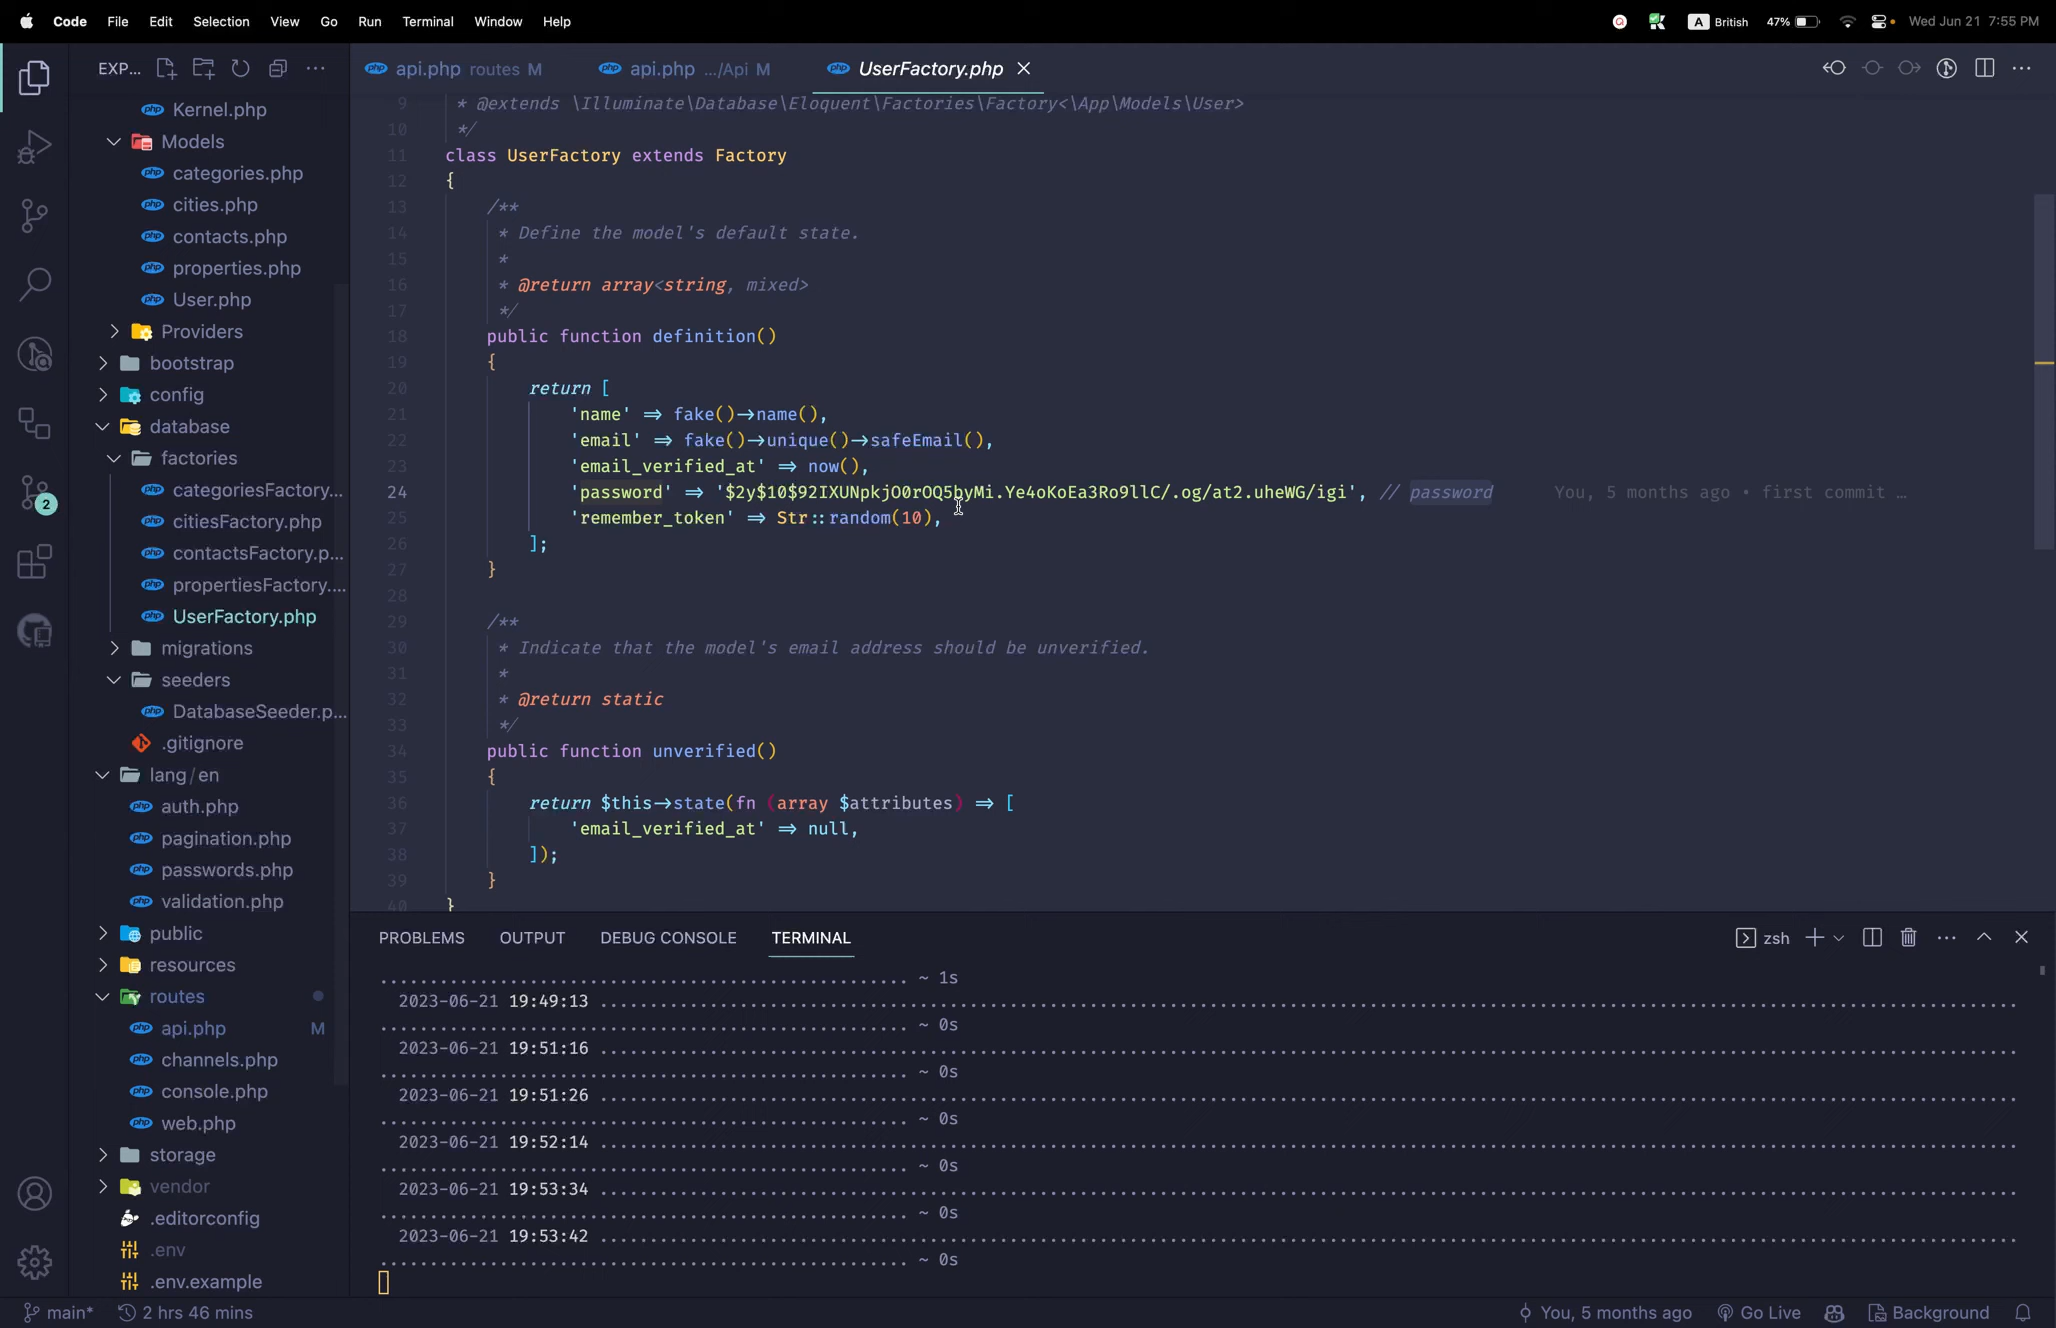 Code File Edit Selection View Go Run Terminal Window Help
A British 47% Wed Jun 21 7:55 PM
EXP...
api.php routes M
api.php .../Api M
UserFactory.php
Kernel.php
Models
categories.php
cities.php
contacts.php
properties.php
User.php
Providers
bootstrap
config
database
factories
categoriesFactory...
citiesFactory.php
contactsFactory.p...
propertiesFactory....
UserFactory.php
migrations
seeders
DatabaseSeeder.p...
.gitignore
lang/en
auth.php
pagination.php
passwords.php
validation.php
public
resources
routes
api.php M
channels.php
console.php
web.php
storage
vendor
.editorconfig
.env
.env.example
2
9 * @extends \Illuminate\Database\Eloquent\Factories\Factory<\App\Models\User>
10 */
11 class UserFactory extends Factory
12 {
13 /**
14 * Define the model's default state.
15 *
16 * @return array<string, mixed>
17 */
18 public function definition()
19 {
20 return [
21 'name' => fake()->name(),
22 'email' => fake()->unique()->safeEmail(),
23 'email_verified_at' => now(),
24 'password' => '$2y$10$92IXUNpkjO0rOQ5byMi.Ye4oKoEa3Ro9llC/.og/at2.uheWG/igi', // password You, 5 months ago • first commit …
25 'remember_token' => Str::random(10),
26 ];
27 }
28
29 /**
30 * Indicate that the model's email address should be unverified.
31 *
32 * @return static
33 */
34 public function unverified()
35 {
36 return $this->state(fn (array $attributes) => [
37 'email_verified_at' => null,
38 ]);
39 }
40 }
PROBLEMS OUTPUT DEBUG CONSOLE TERMINAL
zsh
~ 1s
2023-06-21 19:49:13
~ 0s
2023-06-21 19:51:16
~ 0s
2023-06-21 19:51:26
~ 0s
2023-06-21 19:52:14
~ 0s
2023-06-21 19:53:34
~ 0s
2023-06-21 19:53:42
~ 0s
main* 2 hrs 46 mins
You, 5 months ago Go Live Background